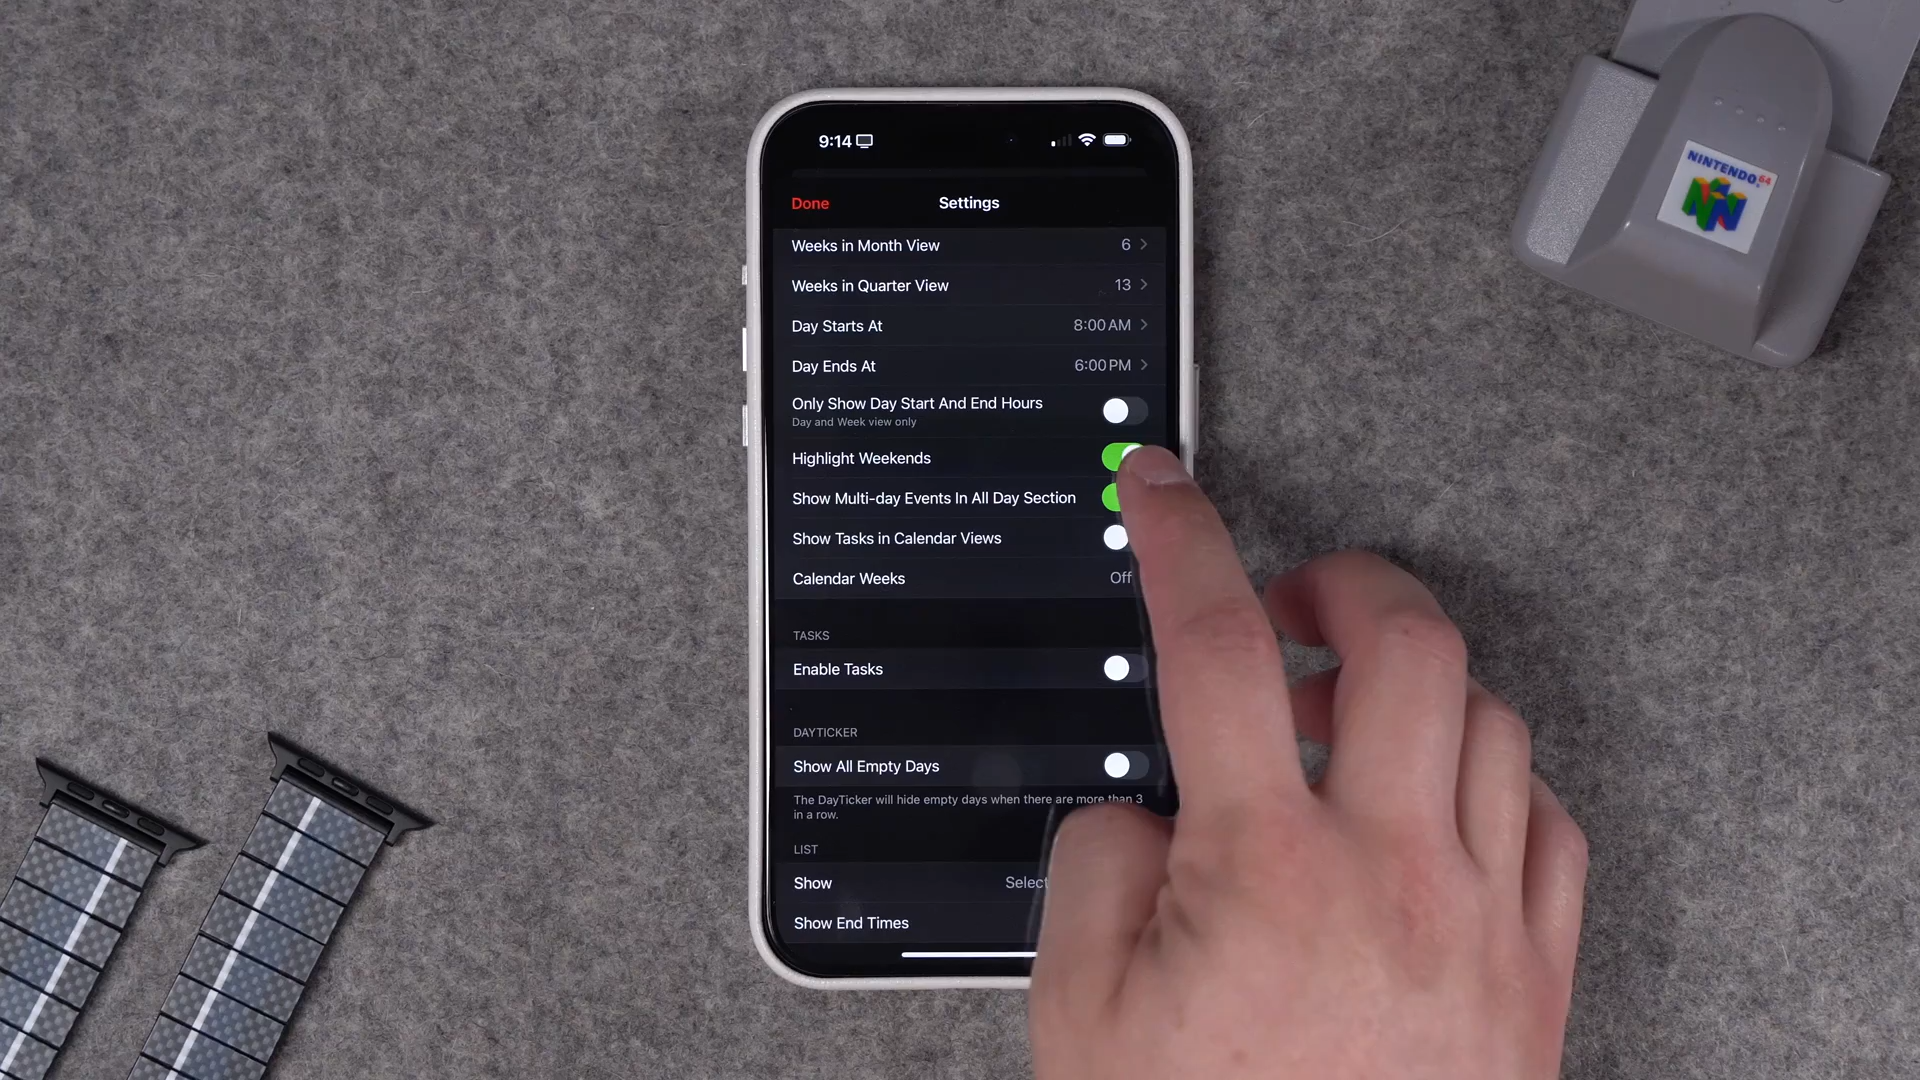 9:14
Done
Settings
Weeks in Month View 6
Weeks in Quarter View 13
Day Starts At 8:00 AM
Day Ends At 6:00 PM
Only Show Day Start And End Hours
Day and Week view only
Highlight Weekends
Show Multi-day Events In All Day Section
Show Tasks in Calendar Views
Calendar Weeks Off
TASKS
Enable Tasks
DAYTICKER
Show All Empty Days
The DayTicker will hide empty days when there are more than 3
in a row.
LIST
Show Select
Show End Times
NINTENDO 64